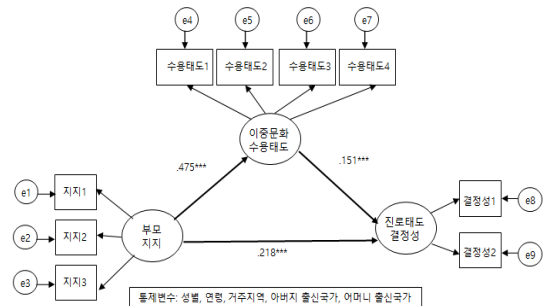 e4
e5
e6
e7
수용태도1
수용태도2
수용태도3
수용태도4
이중문화
수용태도
.475***
.151***
e1
지지1
e2
지지2
e3
지지3
부모
지지
.218***
진로태도
결정성
결정성1
e8
결정성2
e9
통제변수: 성별, 연령, 거주지역, 아버지 출신국가, 어머니 출신국가